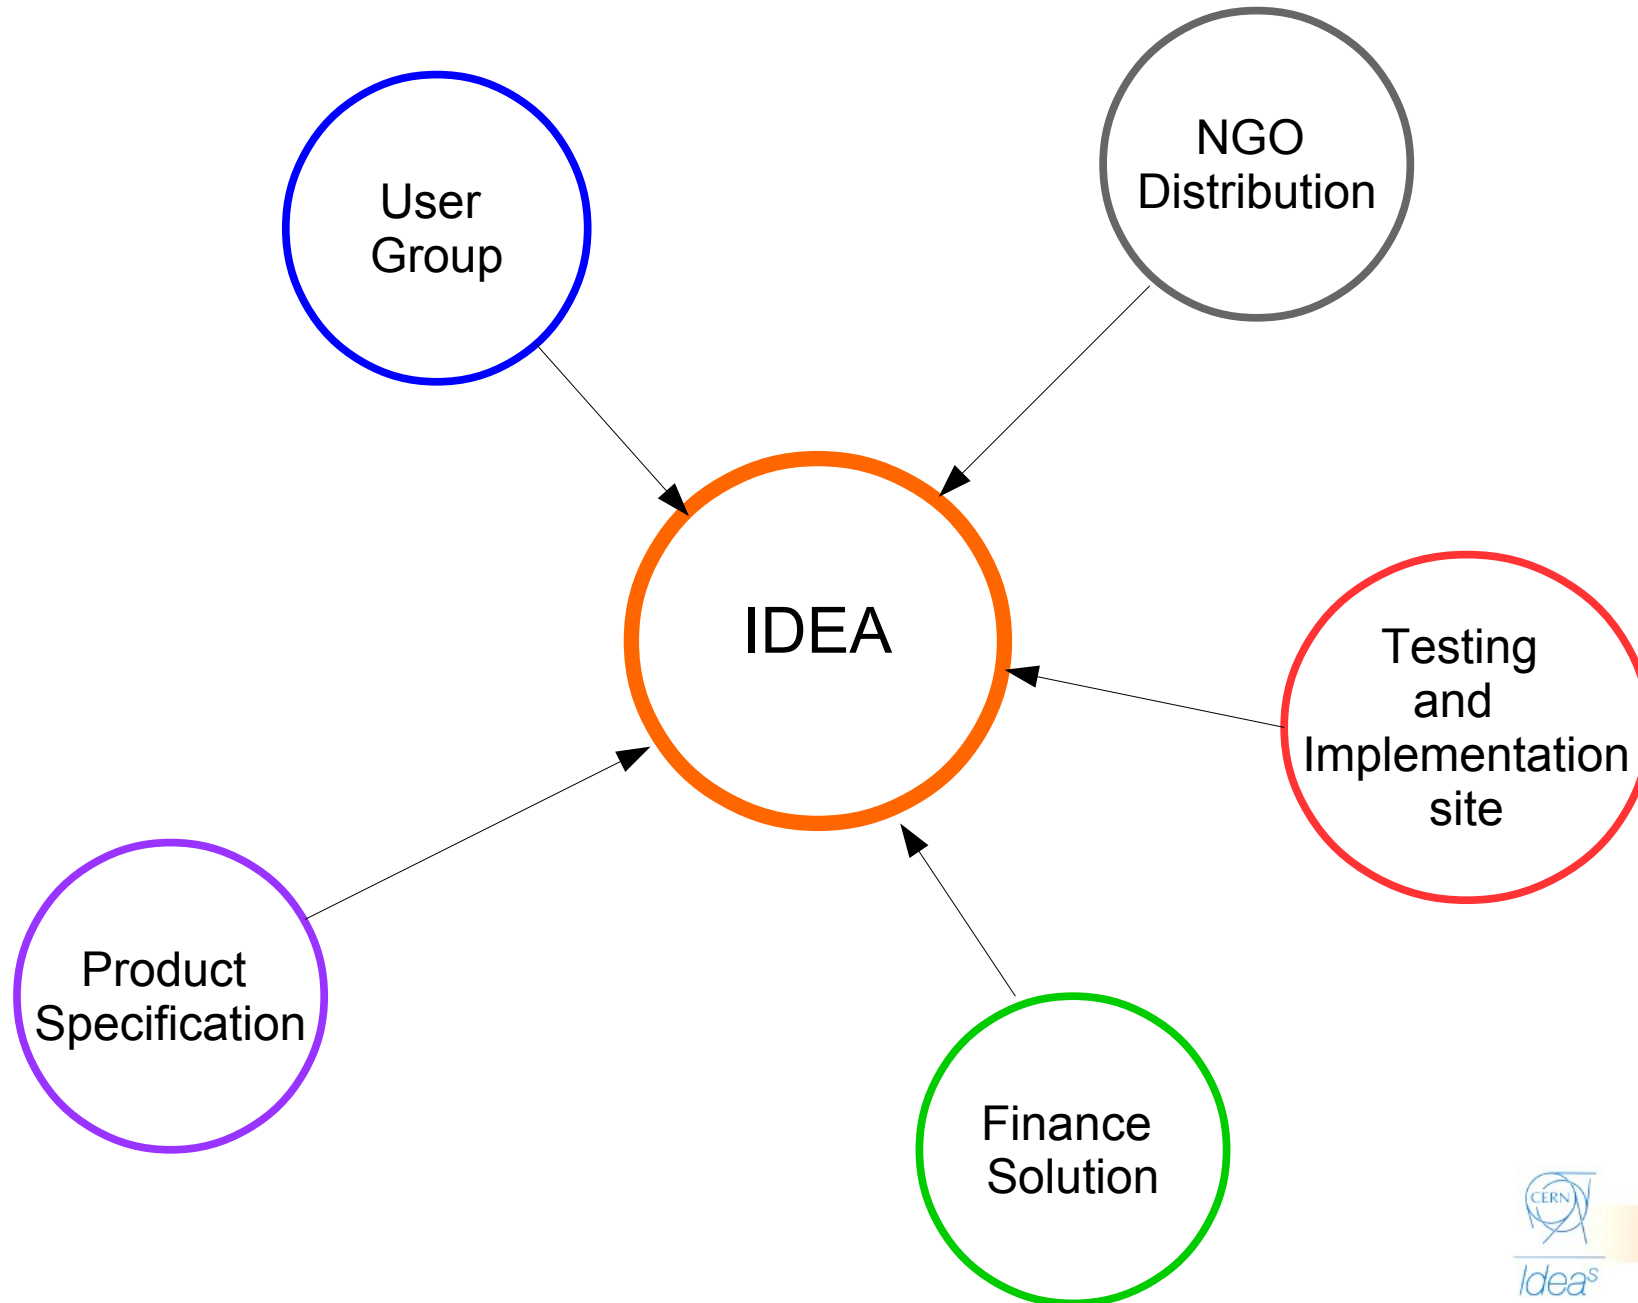 User
Group
NGO
Distribution
IDEA
Testing
and
Implementation
site
Product
Specification
Finance
Solution
CERN
Ideas